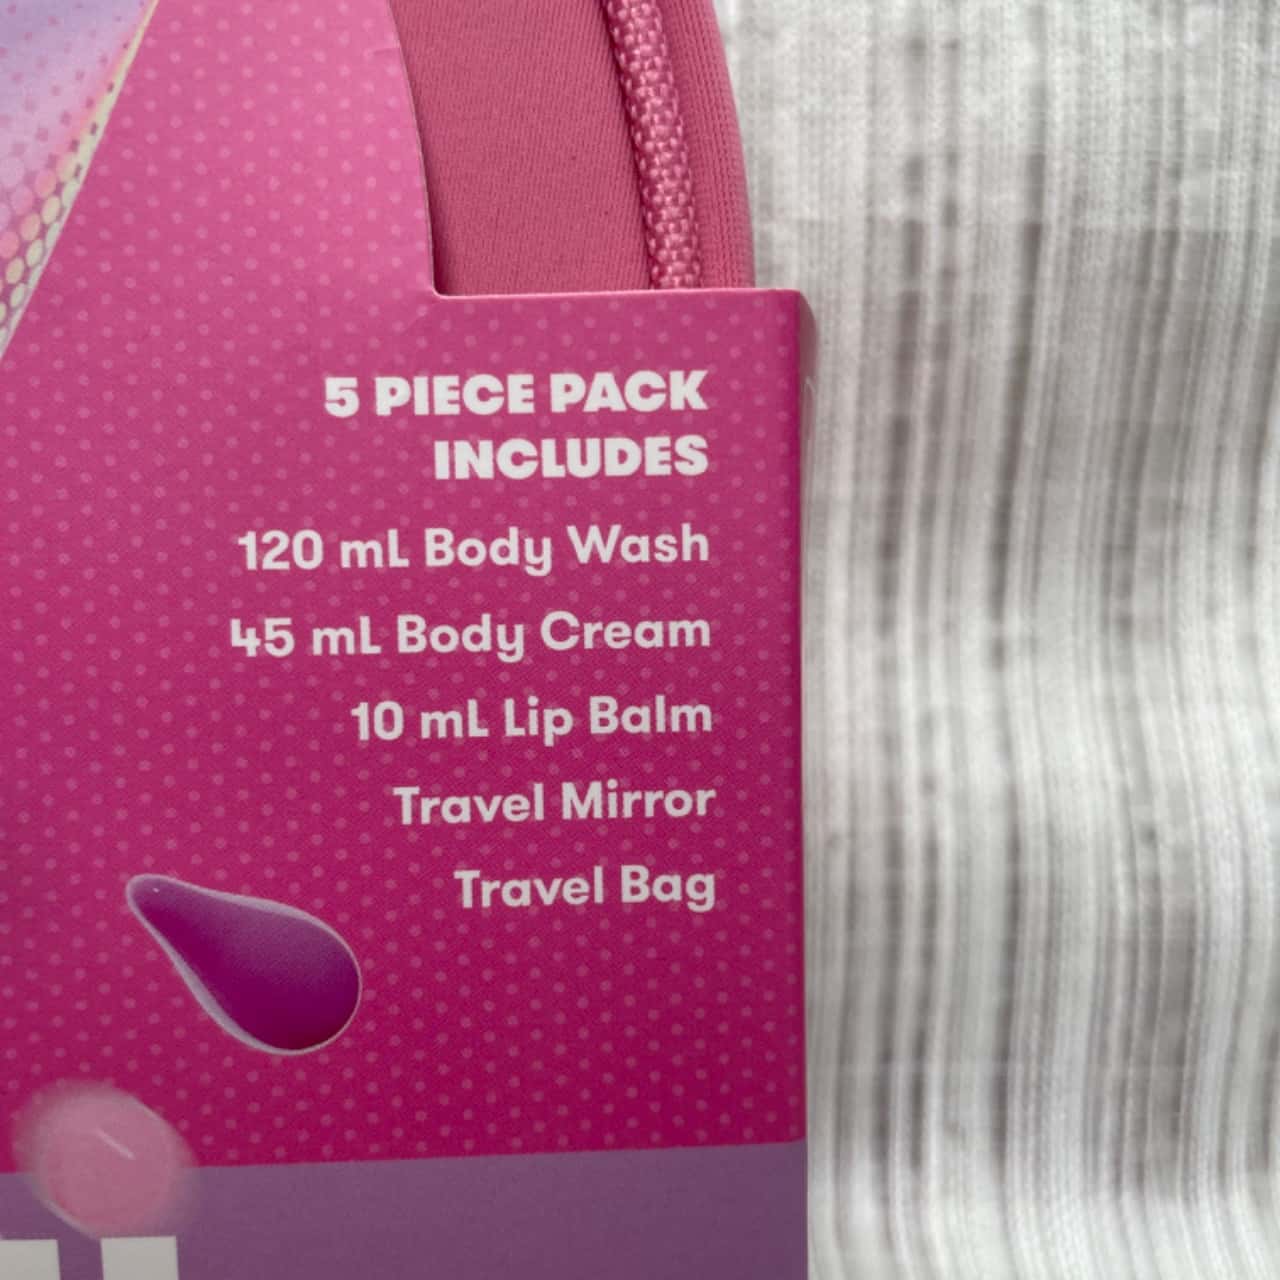 5 PIECE PACK
INCLUDES
120 mL Body Wash
45 mL Body Cream
10 mL Lip Balm
Travel Mirror
Travel Bag